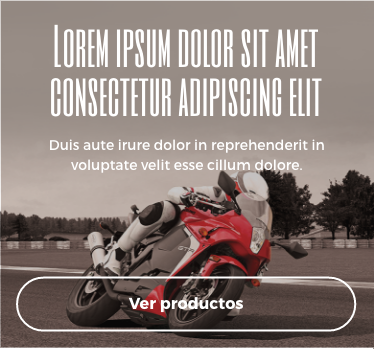 Lorem ipsum dolor sit amet
consectetur adipiscing elit
Duis aute irure dolor in reprehenderit in
voluptate velit esse cillum dolore.
Ver productos